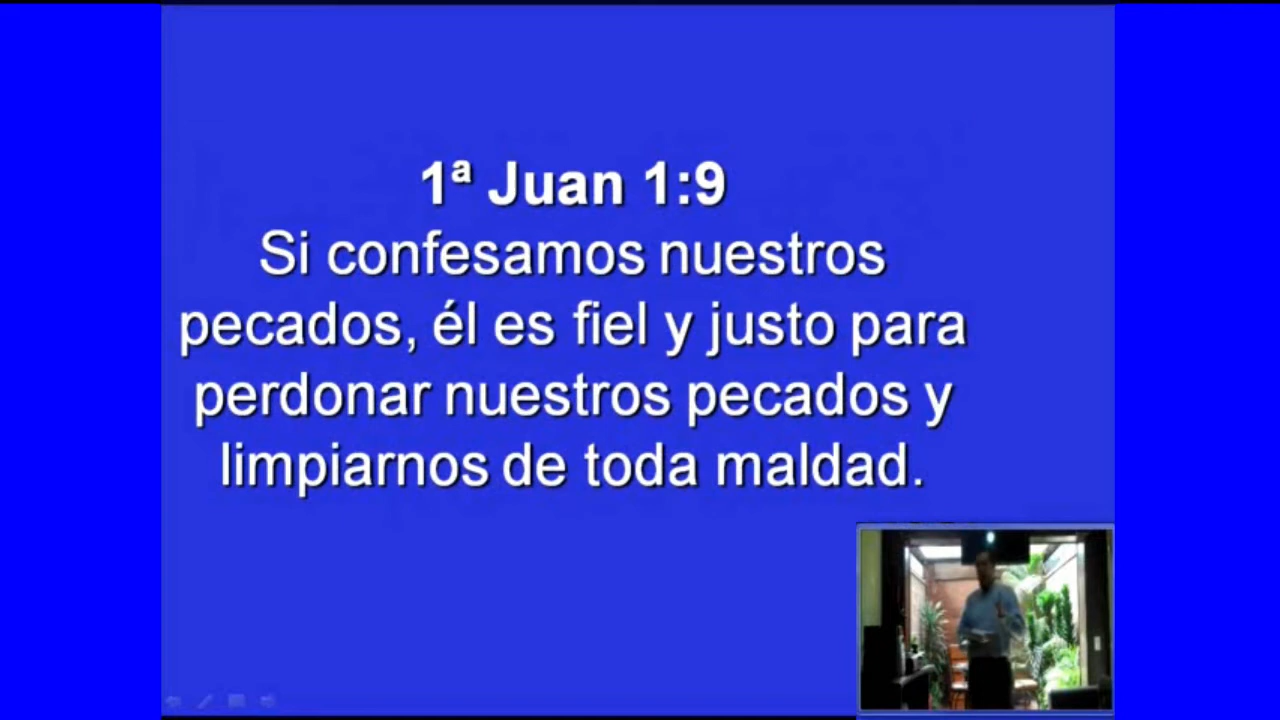 1ª Juan 1:9
Si confesamos nuestros
pecados, él es fiel y justo para
perdonar nuestros pecados y
limpiarnos de toda maldad.